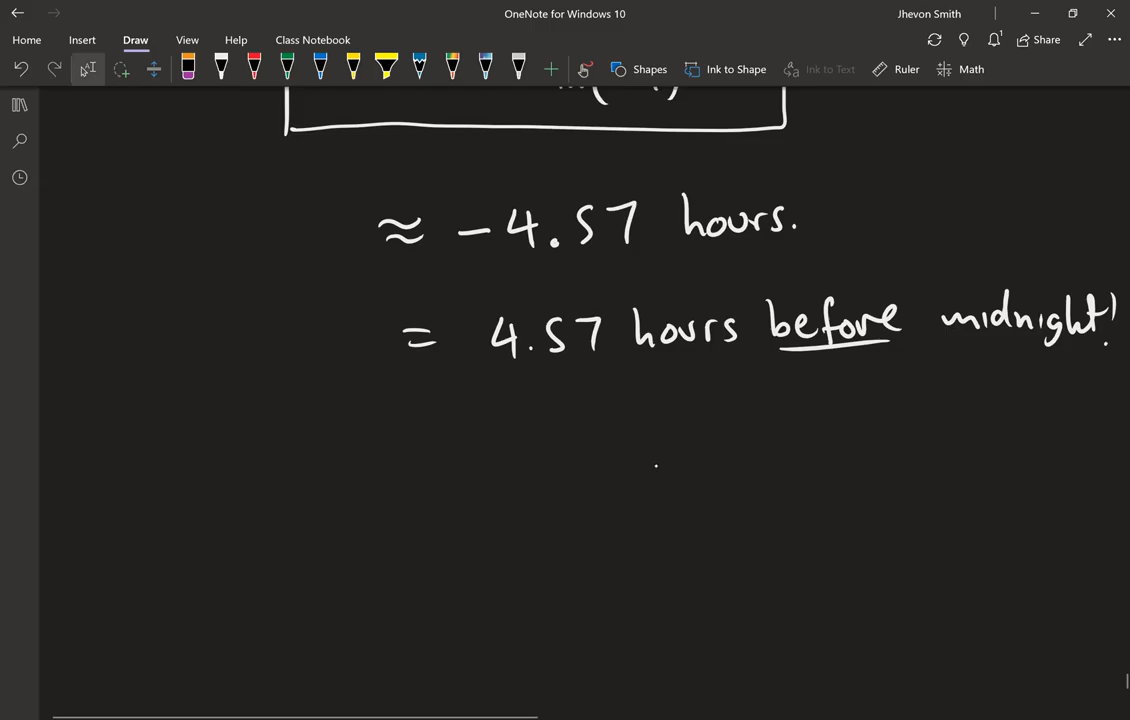 OneNote for Windows 10
Jhevon Smith
Home Insert Draw View Help Class Notebook
1 Share
Shapes Ink to Shape Ink to Text Ruler Math
≈ -4.57 hours.
= 4.57 hours before midnight!